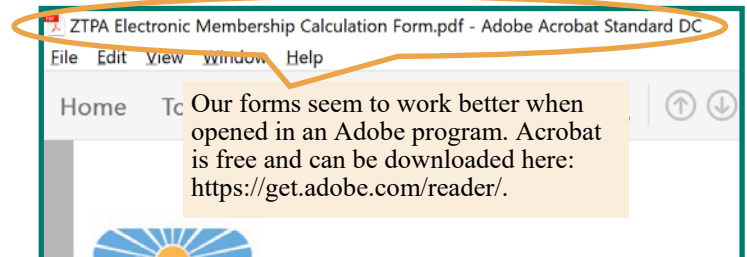 ZTPA Electronic Membership Calculation Form.pdf - Adobe Acrobat Standard DC
File Edit View Window Help
Home
Our forms seem to work better when
opened in an Adobe program. Acrobat
is free and can be downloaded here:
https://get.adobe.com/reader/.